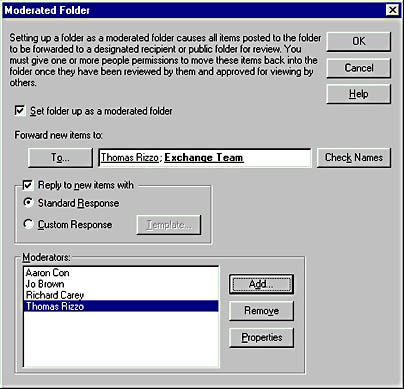 Moderated Folder
Setting up a folder as a moderated folder causes all items posted to the folder
to be forwarded to a designated recipient or public folder for review. You
must give one or more people permissions to move these items back into the
folder once they have been reviewed by them and approved for viewing by
others.
OK
Cancel
Help
Set folder up as a moderated folder
Forward new items to:
To...
Thomas Rizzo; Exchange Team
Check Names
Reply to new items with
Standard Response
Custom Response
Template...
Moderators:
Aaron Con
Jo Brown
Richard Carey
Thomas Rizzo
Add...
Remove
Properties